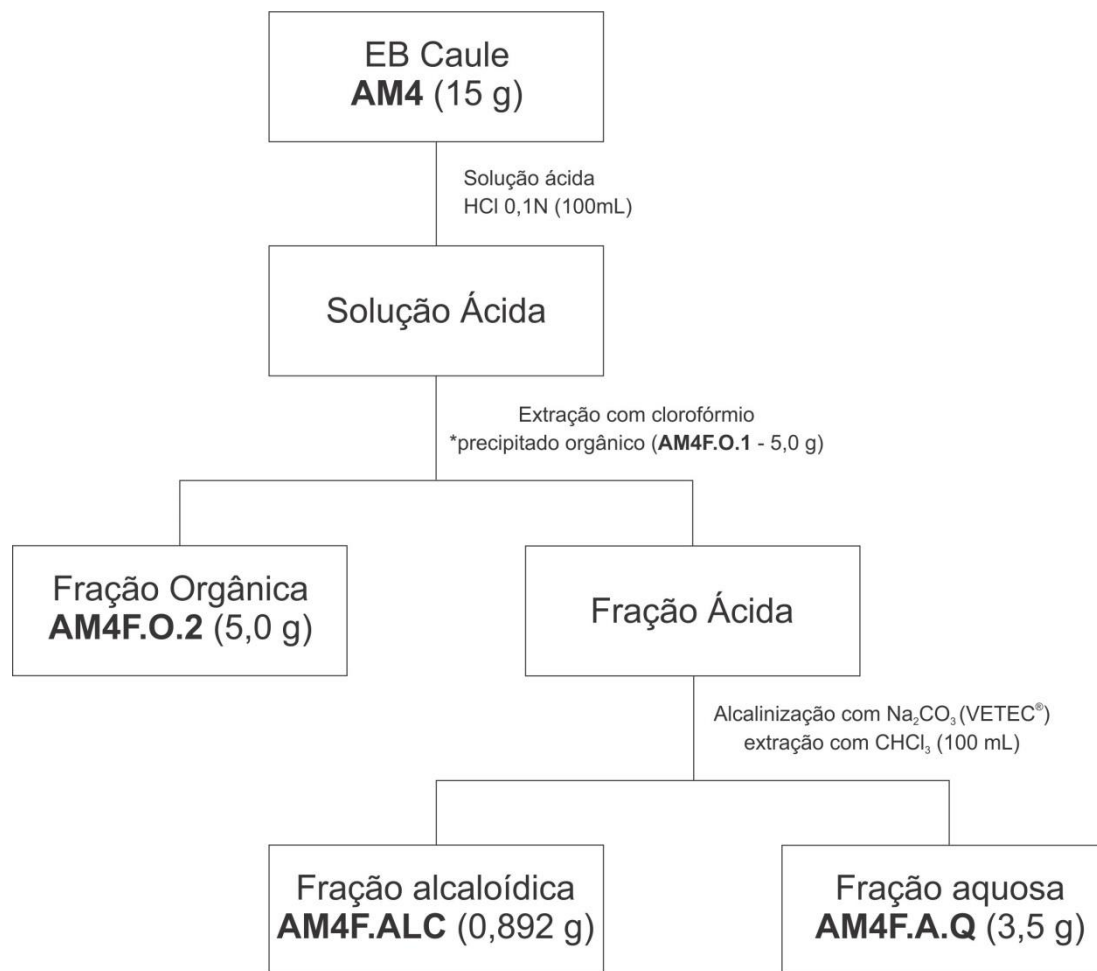 EB Caule
AM4 (15 g)
Solução ácida
HCl 0,1N (100mL)
Solução Ácida
Extração com clorofórmio
*precipitado orgânico (AM4F.O.1 - 5,0 g)
Fração Orgânica
AM4F.O.2 (5,0 g)
Fração Ácida
Alcalinização com Na₂CO₃ (VETEC®)
extração com CHCl₃ (100 mL)
Fração alcaloídica
AM4F.ALC (0,892 g)
Fração aquosa
AM4F.A.Q (3,5 g)